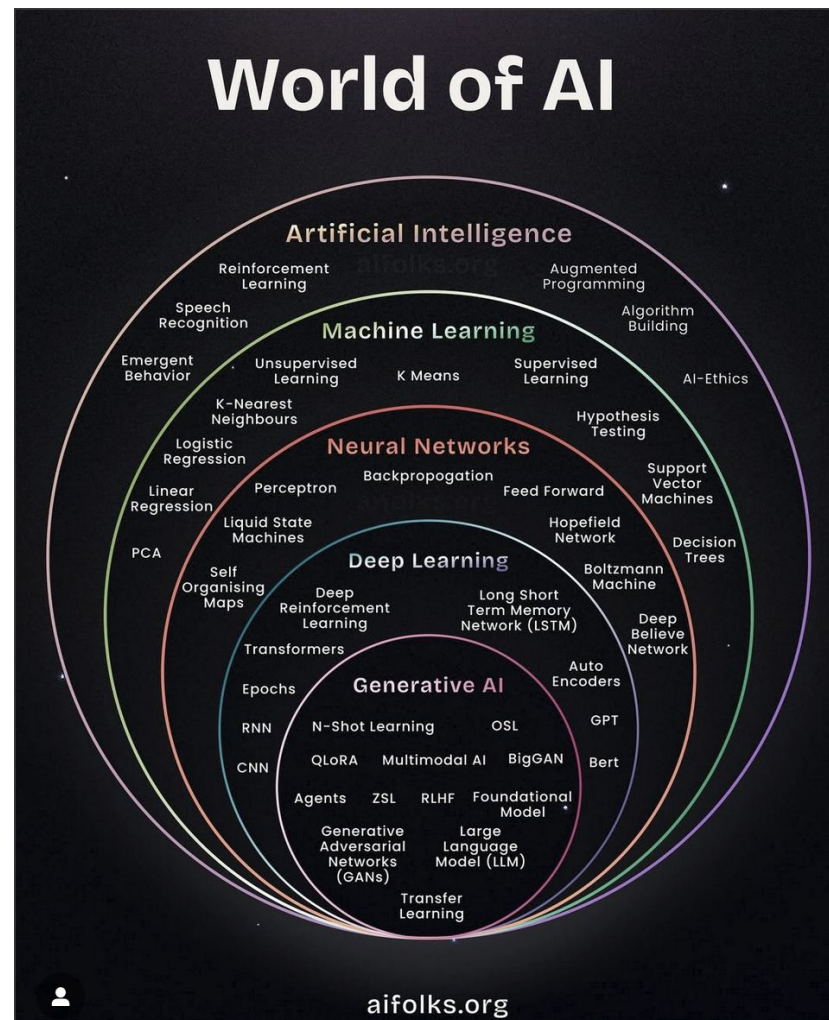 World of AI
Artificial Intelligence
aifolks.org
Reinforcement
Learning
Augmented
Programming
Speech
Recognition
Algorithm
Building
Emergent
Behavior
AI-Ethics
Machine Learning
Unsupervised
Learning
K Means
Supervised
Learning
K-Nearest
Neighbours
Hypothesis
Testing
Logistic
Regression
Support
Vector
Machines
Linear
Regression
PCA
Decision
Trees
Neural Networks
Backpropogation
Perceptron
Feed Forward
Liquid State
Machines
Hopefield
Network
Self
Organising
Maps
Boltzmann
Machine
Deep
Believe
Network
Deep Learning
Deep
Reinforcement
Learning
Long Short
Term Memory
Network (LSTM)
Transformers
Auto
Encoders
Epochs
RNN
GPT
CNN
Bert
Generative AI
N-Shot Learning
OSL
QLoRA
Multimodal AI
BigGAN
Agents
ZSL
RLHF
Foundational
Model
Generative
Adversarial
Networks
(GANs)
Large
Language
Model (LLM)
Transfer
Learning
aifolks.org